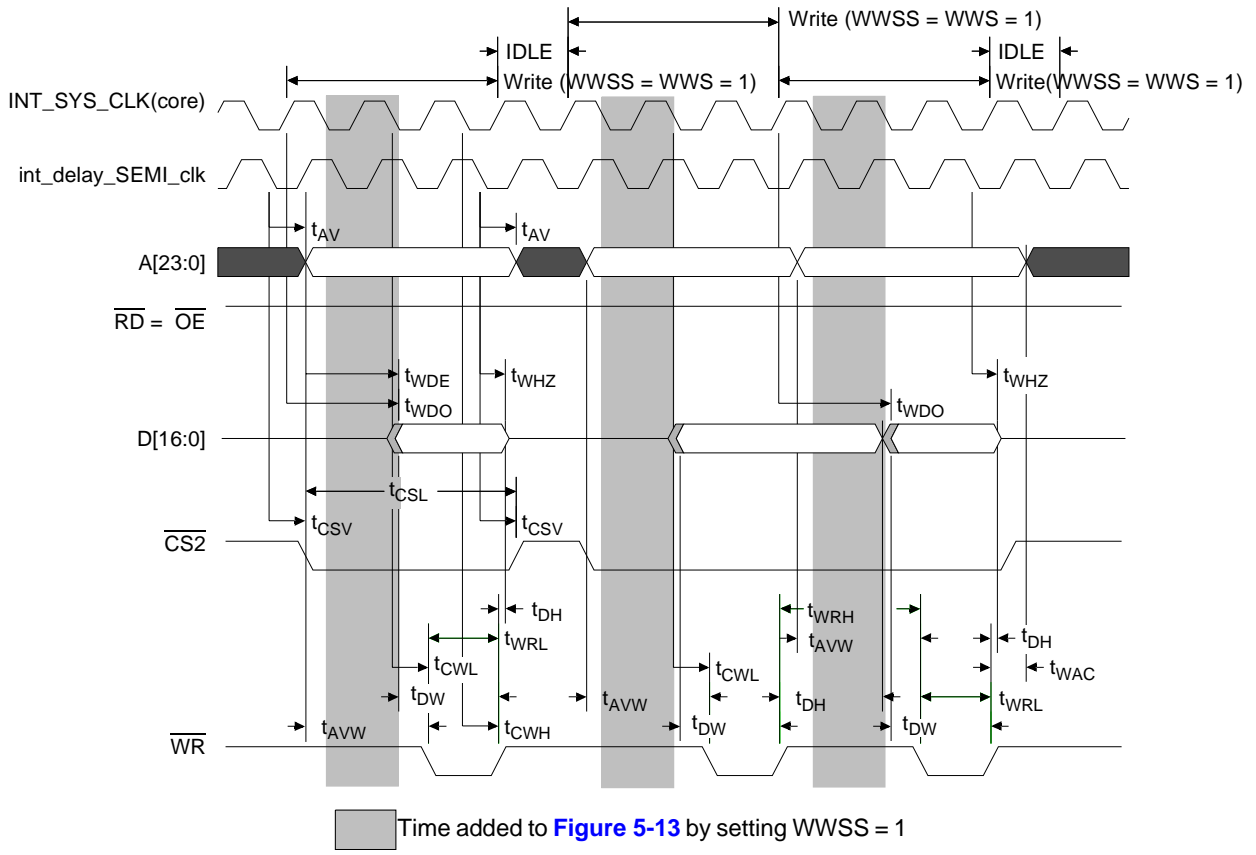 Write (WWSS = WWS = 1)
IDLE IDLE
Write (WWSS = WWS = 1) Write(WWSS = WWS = 1)
INT_SYS_CLK(core)
int_delay_SEMI_clk
tAV tAV
A[23:0]
RD = OE
tWDE tWHZ tWHZ
tWDO tWDO
D[16:0]
tCSL
tCSV tCSV
CS2
tDH tWRH
tWRL tAVW tDH
tCWL tCWL tWAC
tDW tAVW tDH tWRL
tAVW tCWH tDW tDW
WR
Time added to Figure 5-13 by setting WWSS = 1